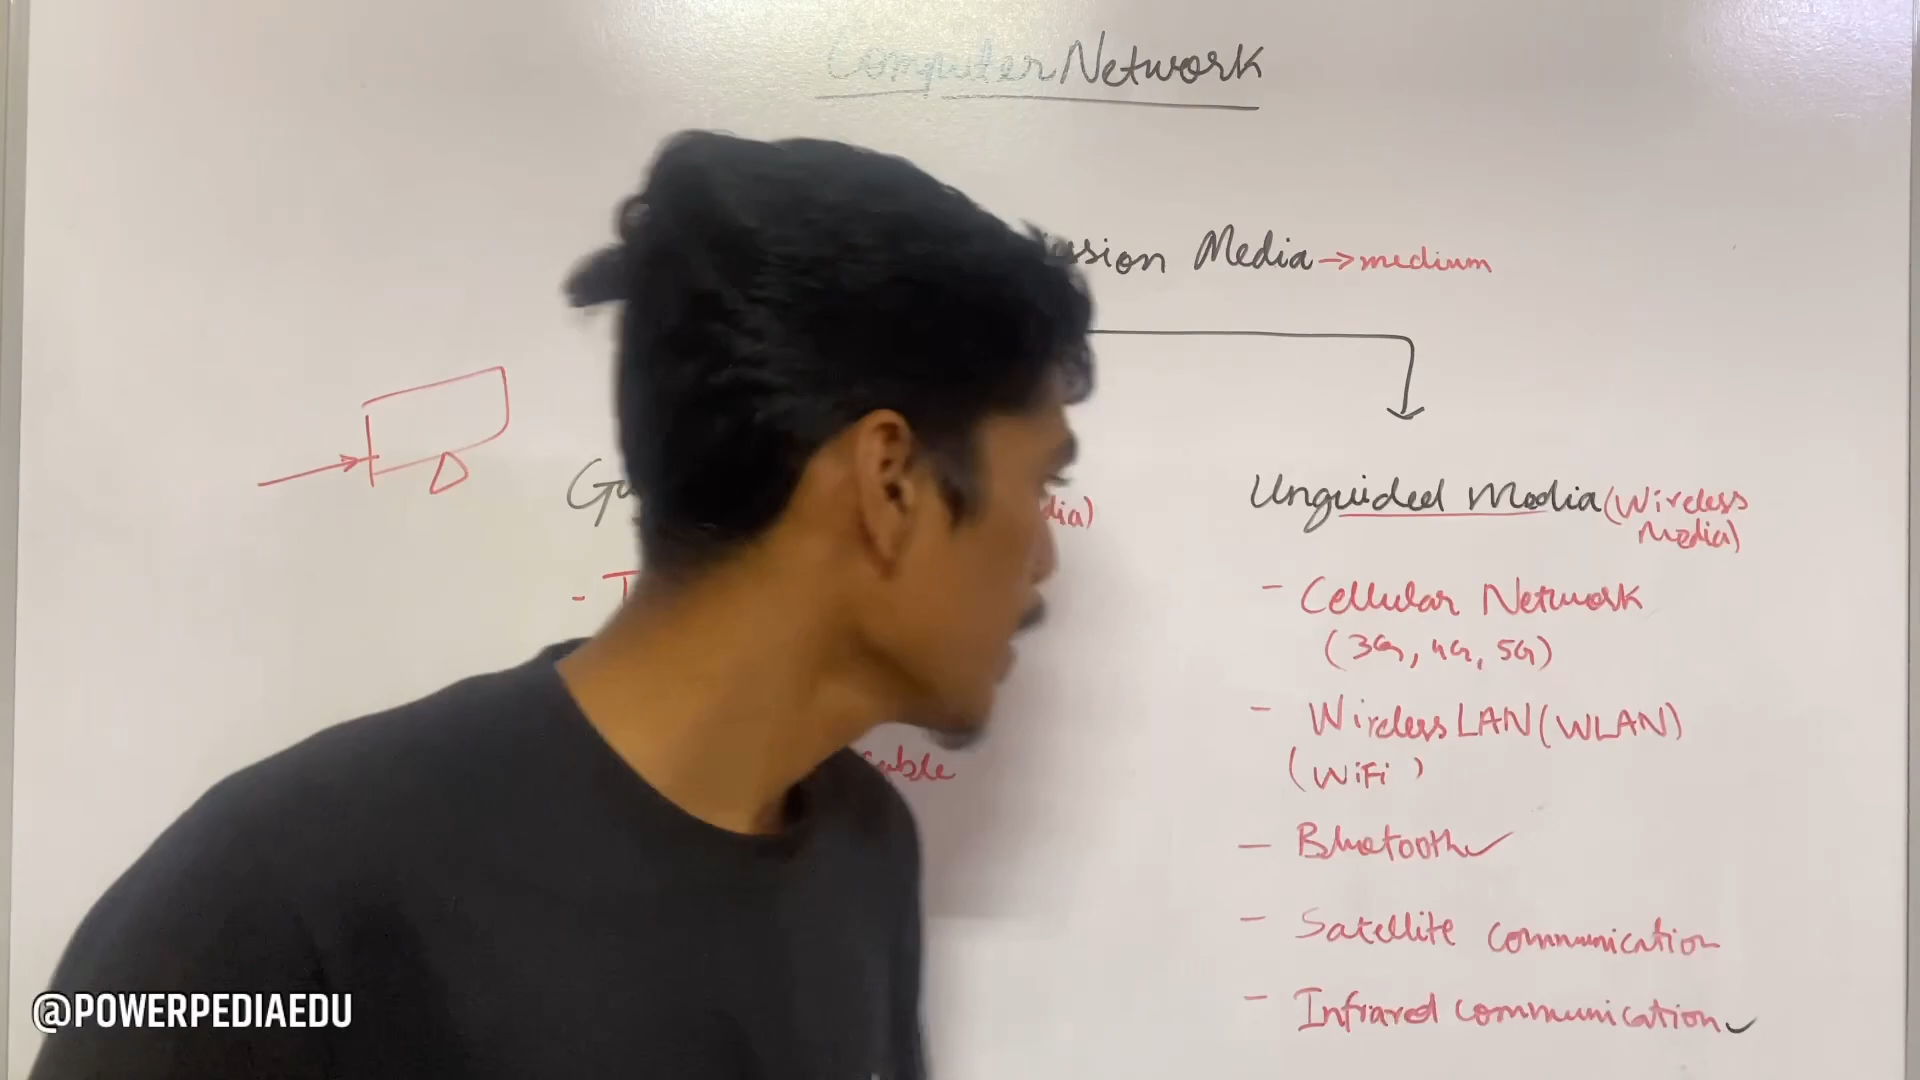 Computer Network
Media → medium
Unguided Media (Wireless
Media)
- Cellular Network
(3G, 4G, 5G)
- Wireless LAN (WLAN)
(WiFi)
- Bluetooth
- Satellite communication
- Infrared communication
@POWERPEDIAEDU